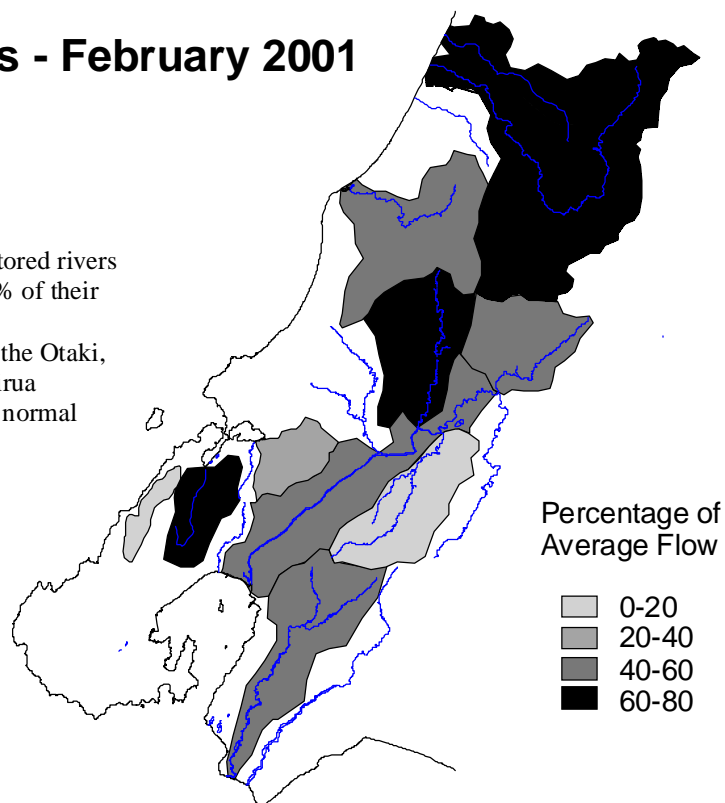 s - February 2001
tored rivers
% of their
the Otaki,
irua
normal
Percentage of
Average Flow
0-20
20-40
40-60
60-80